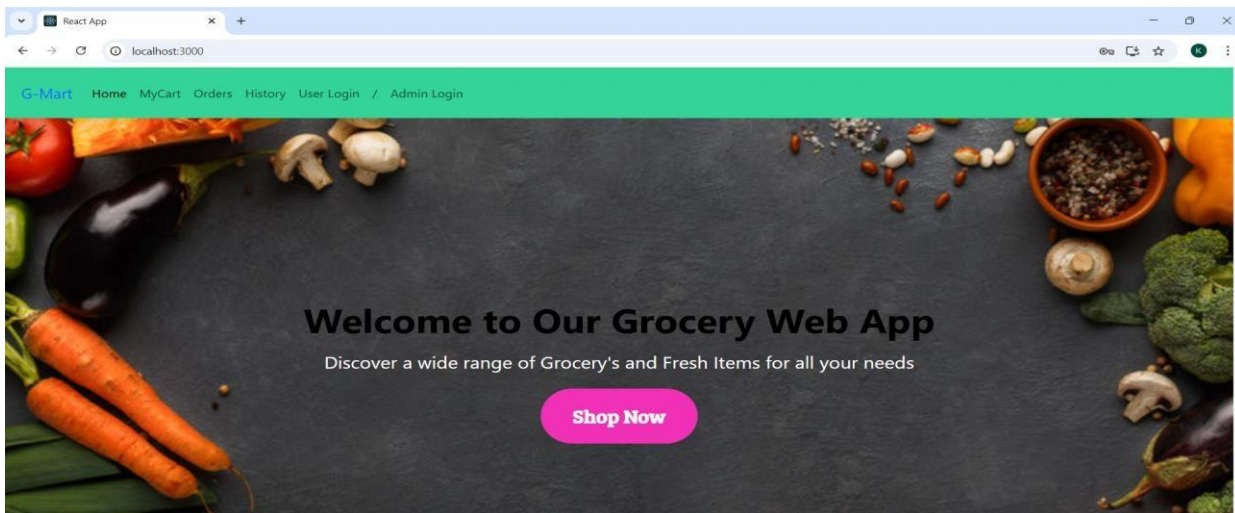 React App
localhost:3000
K
G-Mart Home MyCart Orders History User Login / Admin Login
Welcome to Our Grocery Web App
Discover a wide range of Grocery's and Fresh Items for all your needs
Shop Now